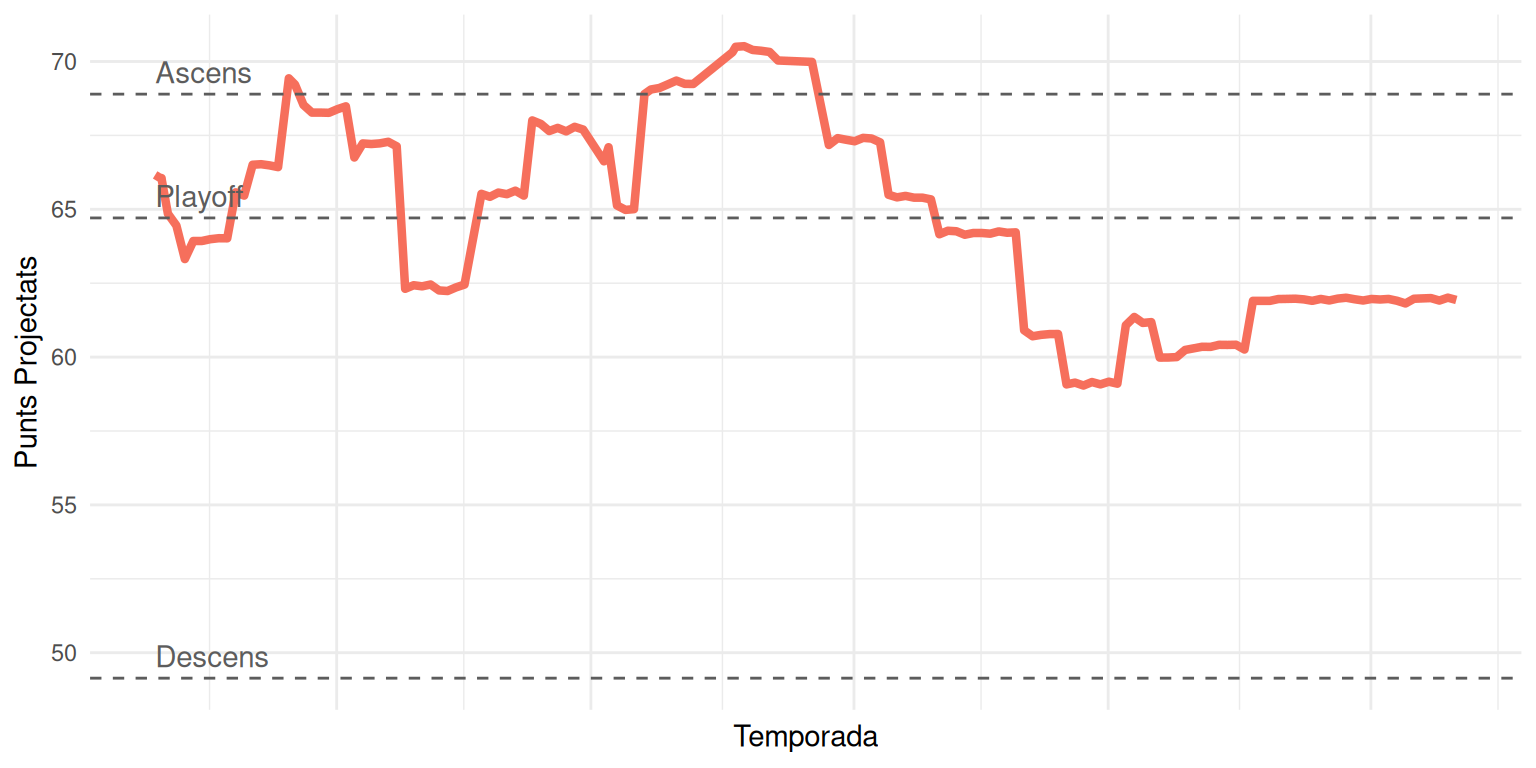 70
65
60
55
50
Ascens
Playoff
Descens
Punts Projectats
Temporada